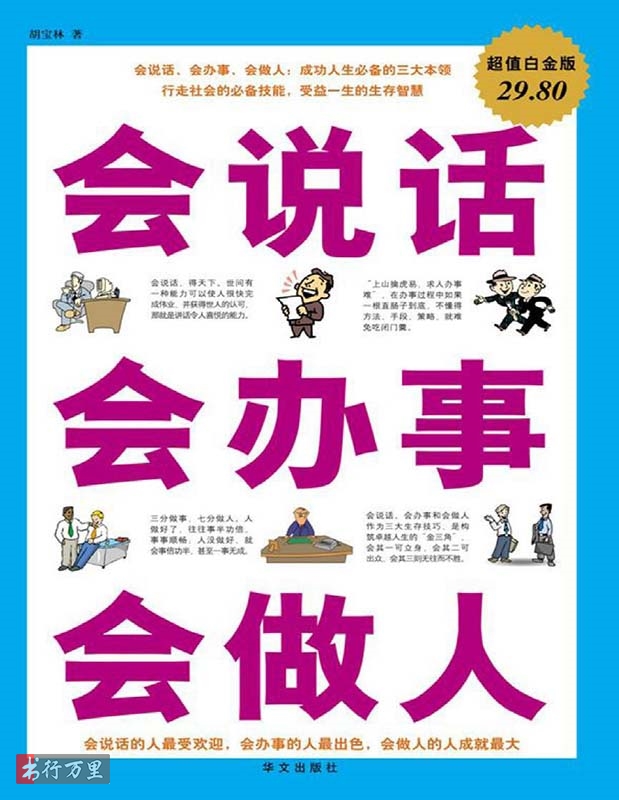 胡宝林 著
会说话、会办事、会做人：成功人生必备的三大本领
行走社会的必备技能，受益一生的生存智慧
超值白金版
29.80
会说话
会说话，得天下。世间有
一种能力可以使人很快完
成伟业，并获得世人的认可，
那就是讲话令人喜悦的能力。
“上山擒虎易，求人办事
难”，在办事过程中如果
一根直肠子到底，不懂得
方法、手段、策略，就难
免吃闭门羹。
会办事
三分做事，七分做人。人
做好了，往往事半功倍，
事事顺畅，人没做好，就
会事倍功半，甚至一事无成。
会说话、会办事和会做人
作为三大生存技巧，是构
筑卓越人生的“金三角”，
会其一可立身，会其二可
出众，会其三则无往而不胜。
会做人
会说话的人最受欢迎，会办事的人最出色，会做人的人成就最大
书行万里
华文出版社